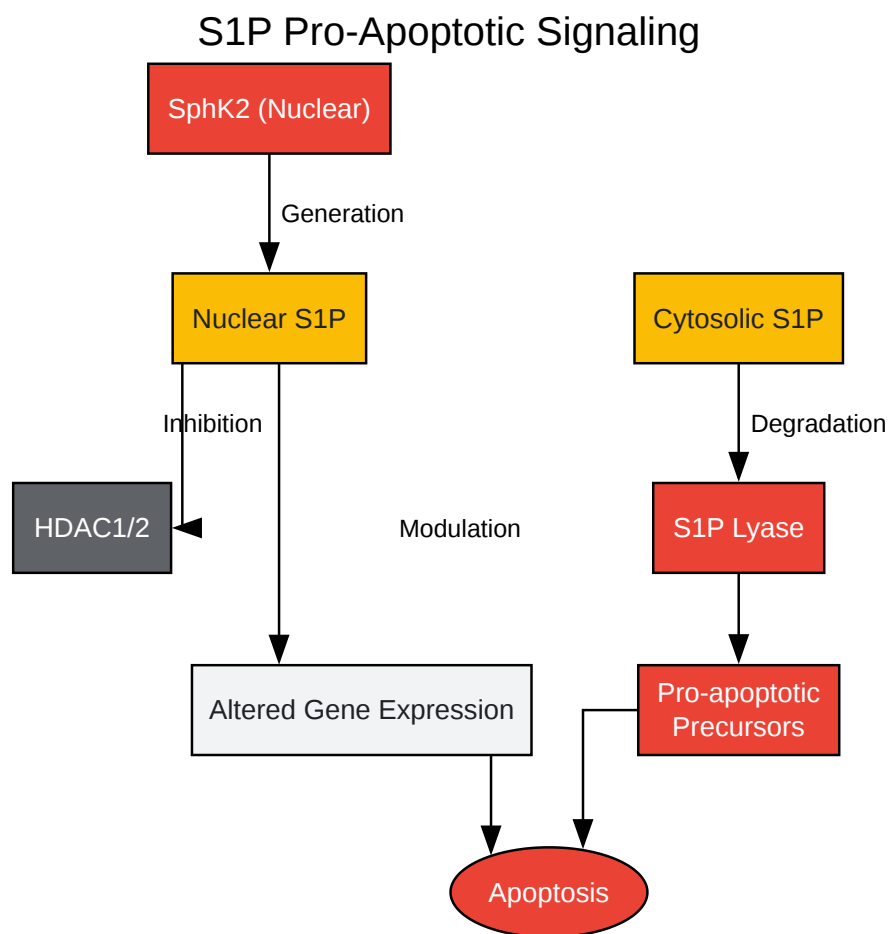 S1P Pro-Apoptotic Signaling
SphK2 (Nuclear)
Generation
Nuclear S1P
Cytosolic S1P
Inhibition
Degradation
HDAC1/2
Modulation
S1P Lyase
Altered Gene Expression
Pro-apoptotic
Precursors
Apoptosis